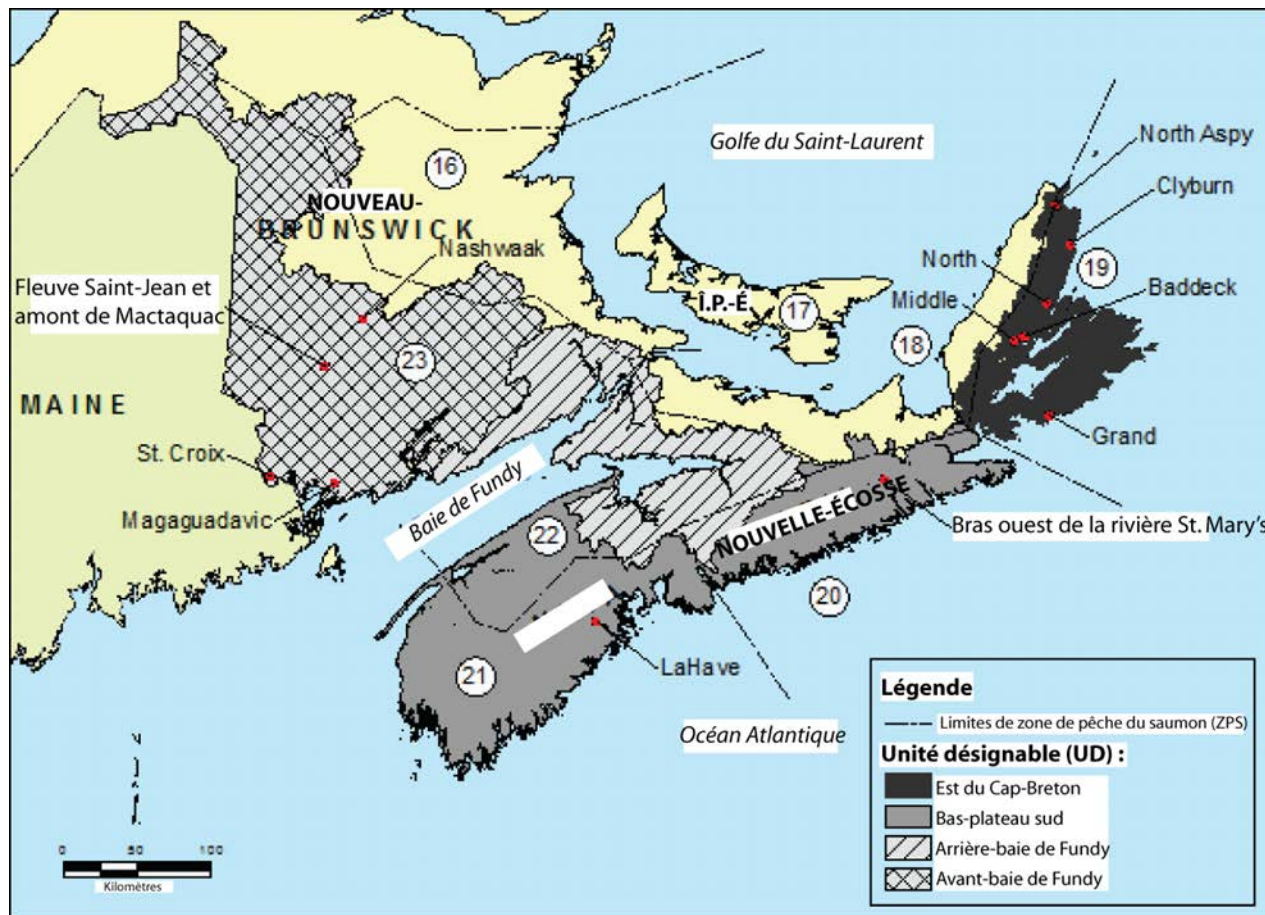 Golfe du Saint-Laurent
North Aspy
Clyburn
16
NOUVEAU-
BRUNSWICK
Nashwaak
North
19
Fleuve Saint-Jean et
amont de Mactaquac
Î.P.-É.
17
Middle
Baddeck
18
23
MAINE
Grand
St. Croix
Baie de Fundy
NOUVELLE-ÉCOSSE
Magaguadavic
Bras ouest de la rivière St. Mary's
22
20
LaHave
21
Océan Atlantique
Légende
Limites de zone de pêche du saumon (ZPS)
Unité désignable (UD) :
Est du Cap-Breton
Bas-plateau sud
Arrière-baie de Fundy
Avant-baie de Fundy
0 50 100
Kilomètres